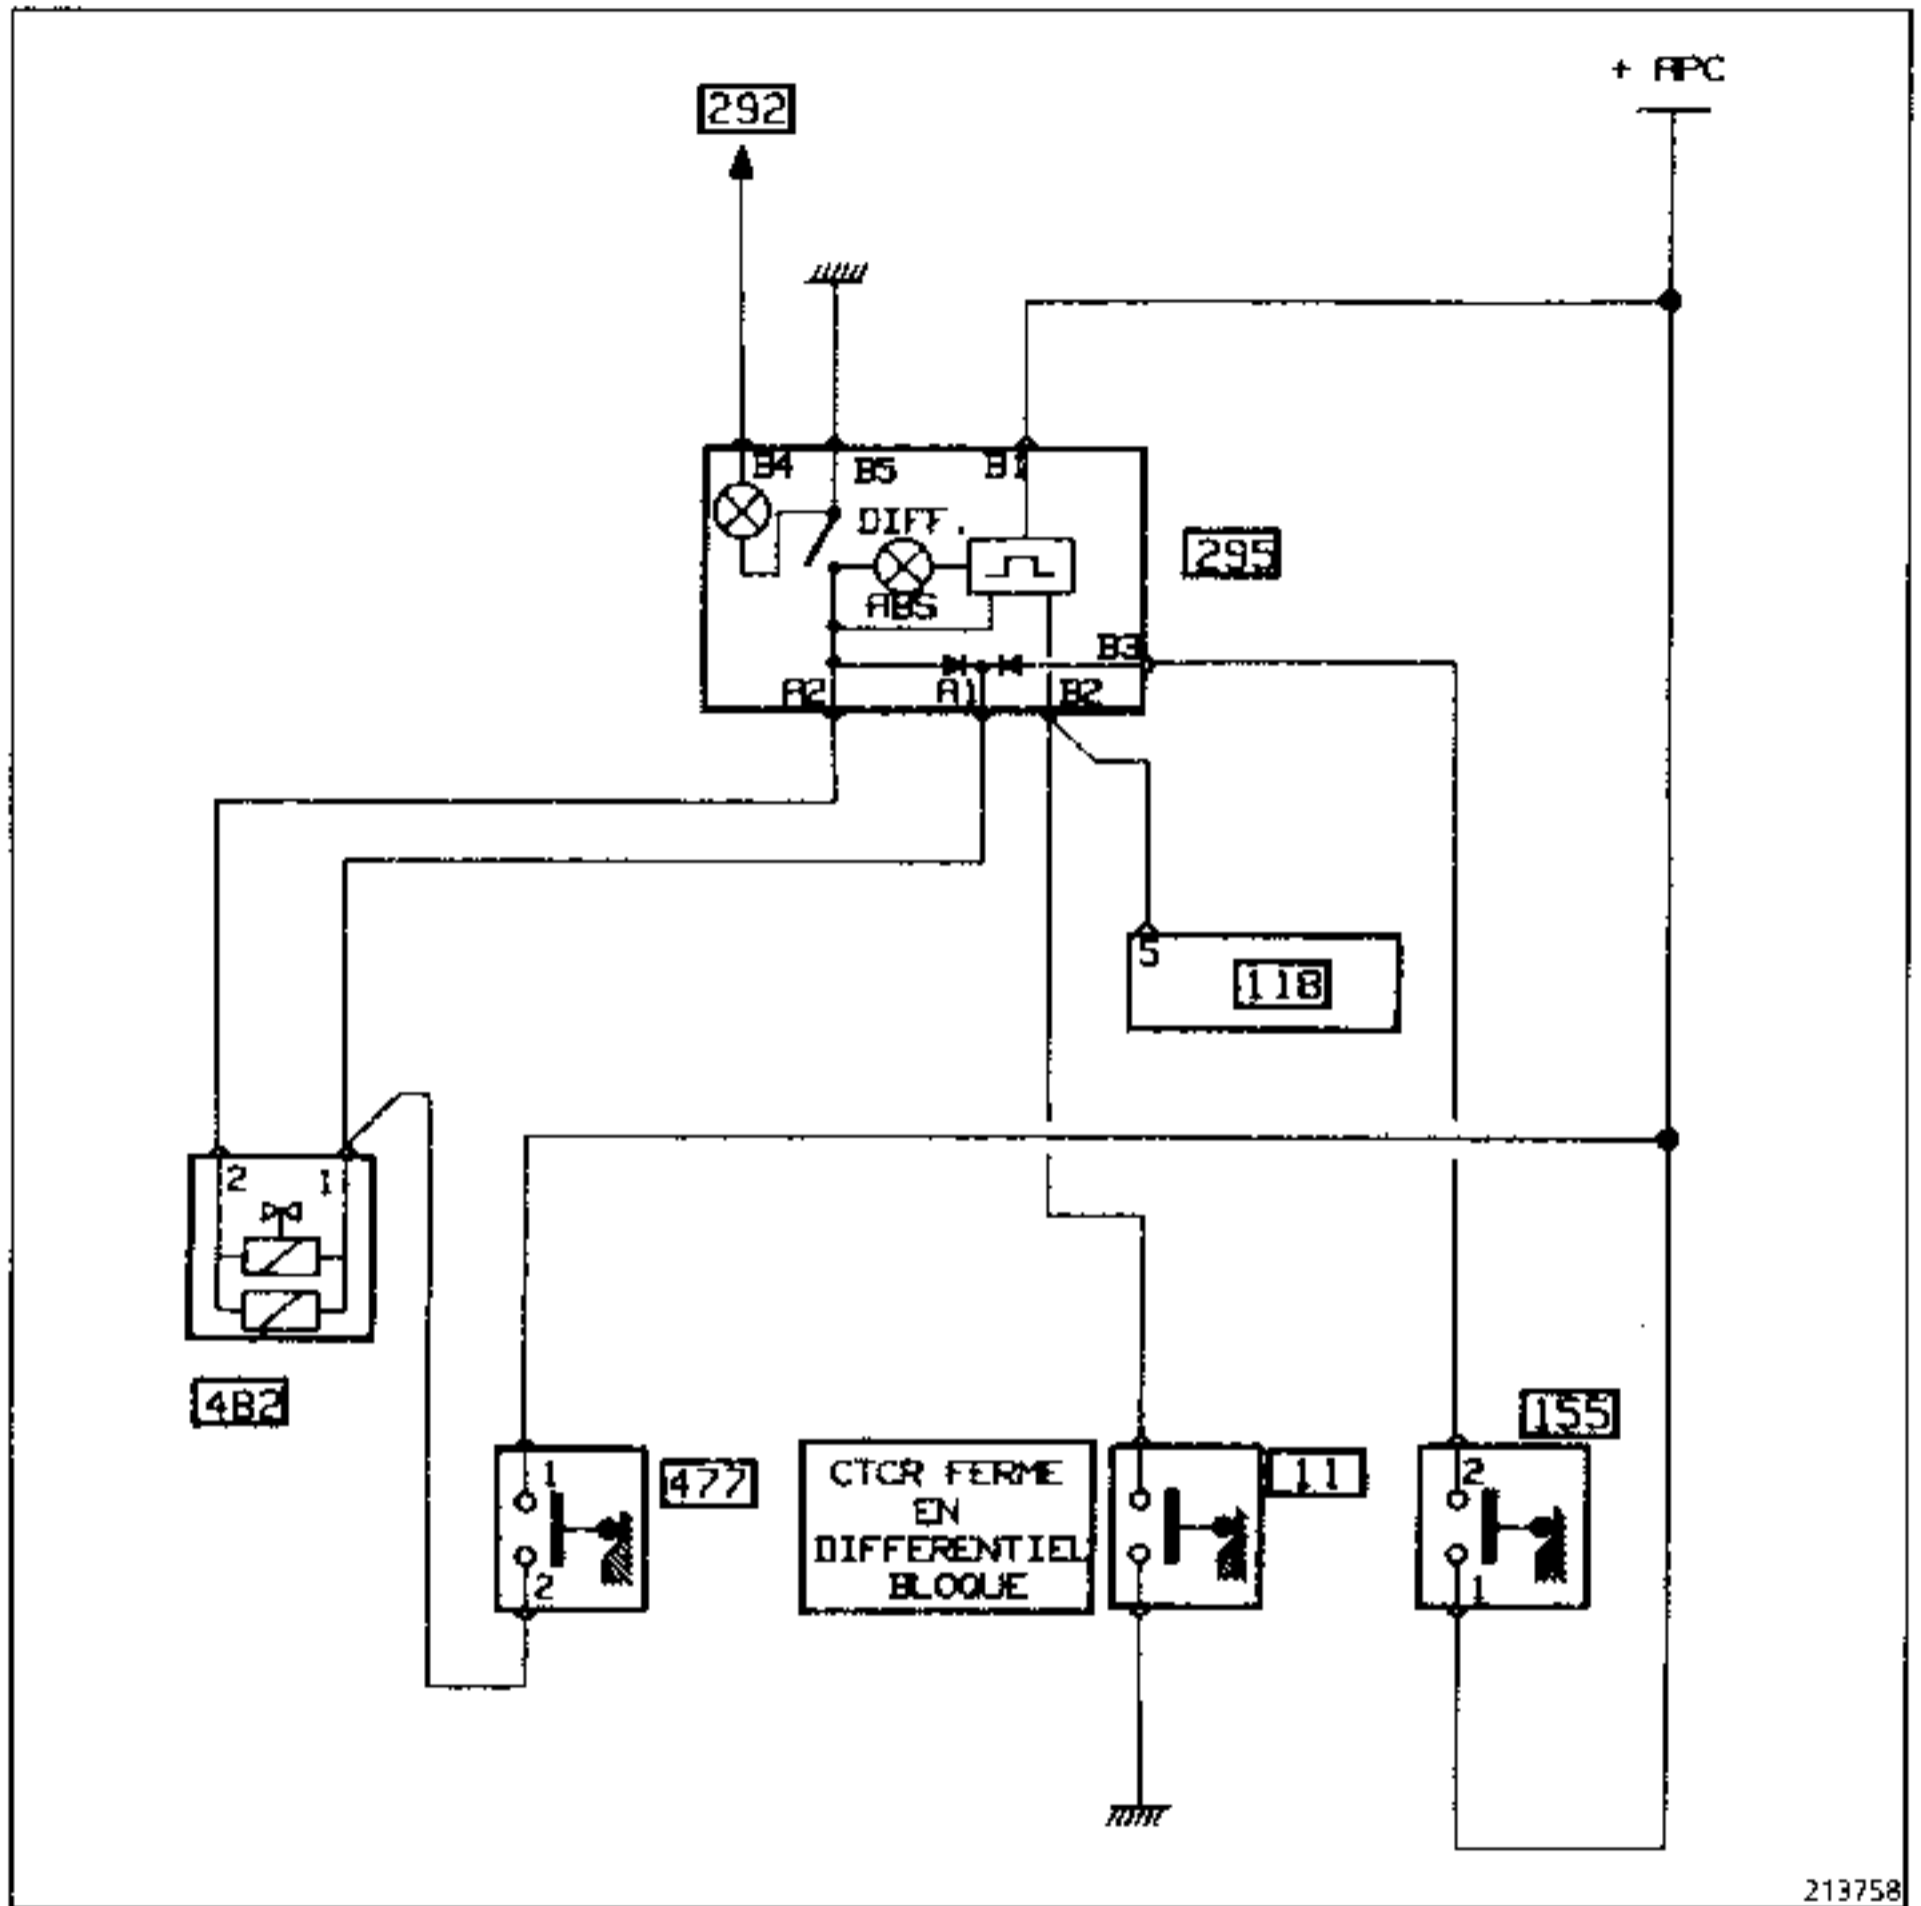 + APC
292
B4
B5
B1
DIFF.
295
ABS
B3
A2
A1
B2
5
118
2
1
482
155
1
477
CTCR FERME
EN
DIFFERENTIEL
BLOQUE
11
2
2
1
213758